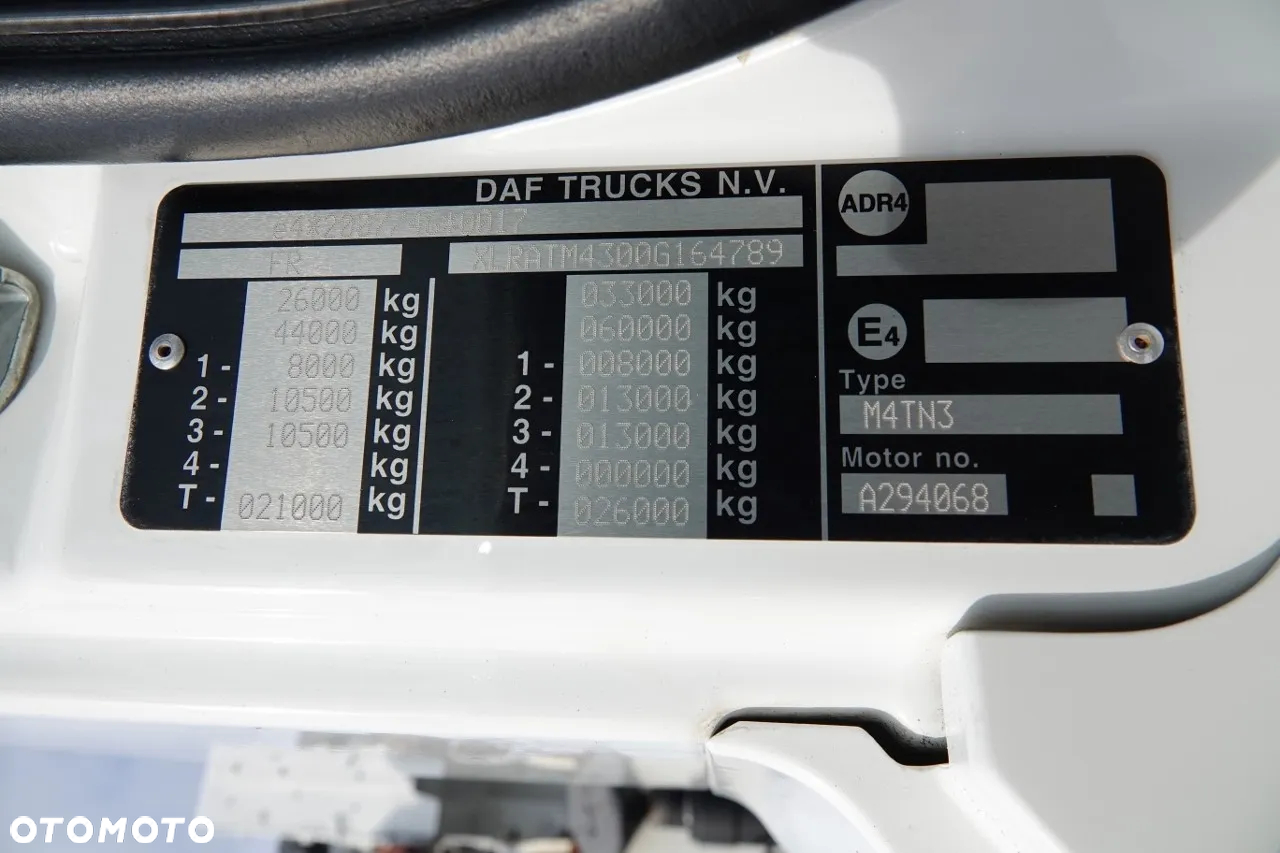 DAF TRUCKS N.V.
FR
XLRATM4300G164789
26000 kg
44000 kg
1- 8000 kg
2- 10500 kg
3- 10500 kg
4- kg
T- 021000 kg
033000 kg
060000 kg
1- 008000 kg
2- 013000 kg
3- 013000 kg
4- 000000 kg
T- 026000 kg
ADR4
E4
Type
M4TN3
Motor no.
A294068
OTOMOTO